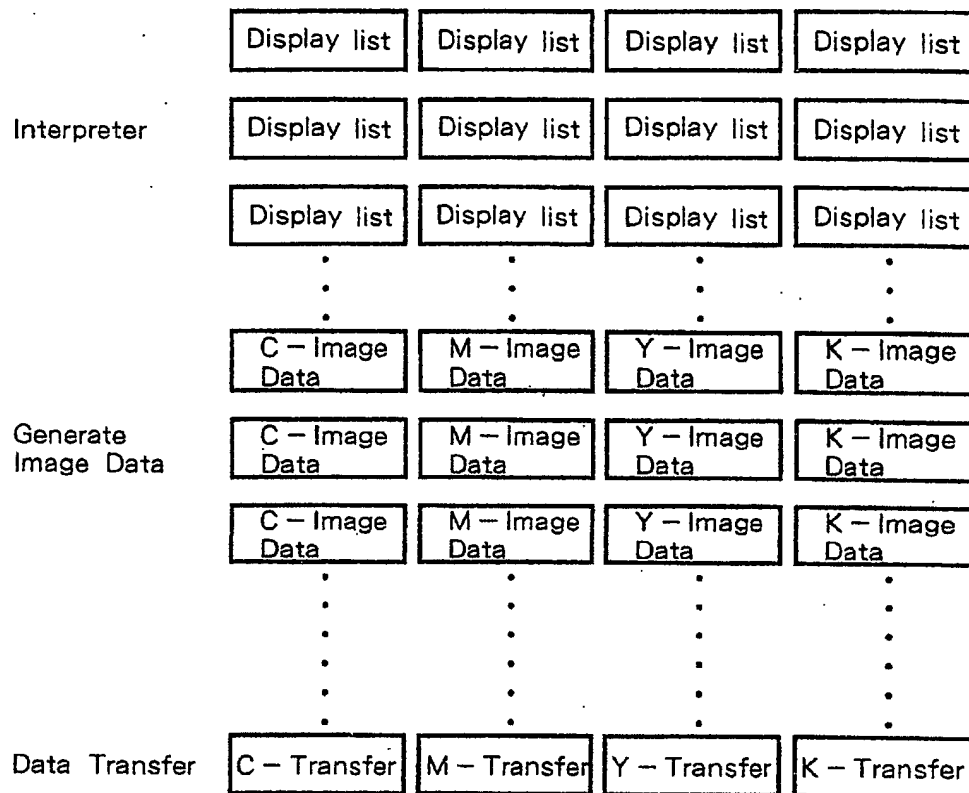 Display list Display list Display list Display list
Interpreter Display list Display list Display list Display list
Display list Display list Display list Display list
C – Image M – Image Y – Image K – Image
Data Data Data Data
Generate C – Image M – Image Y – Image K – Image
Image Data Data Data Data Data
C – Image M – Image Y – Image K – Image
Data Data Data Data
Data Transfer C – Transfer M – Transfer Y – Transfer K – Transfer